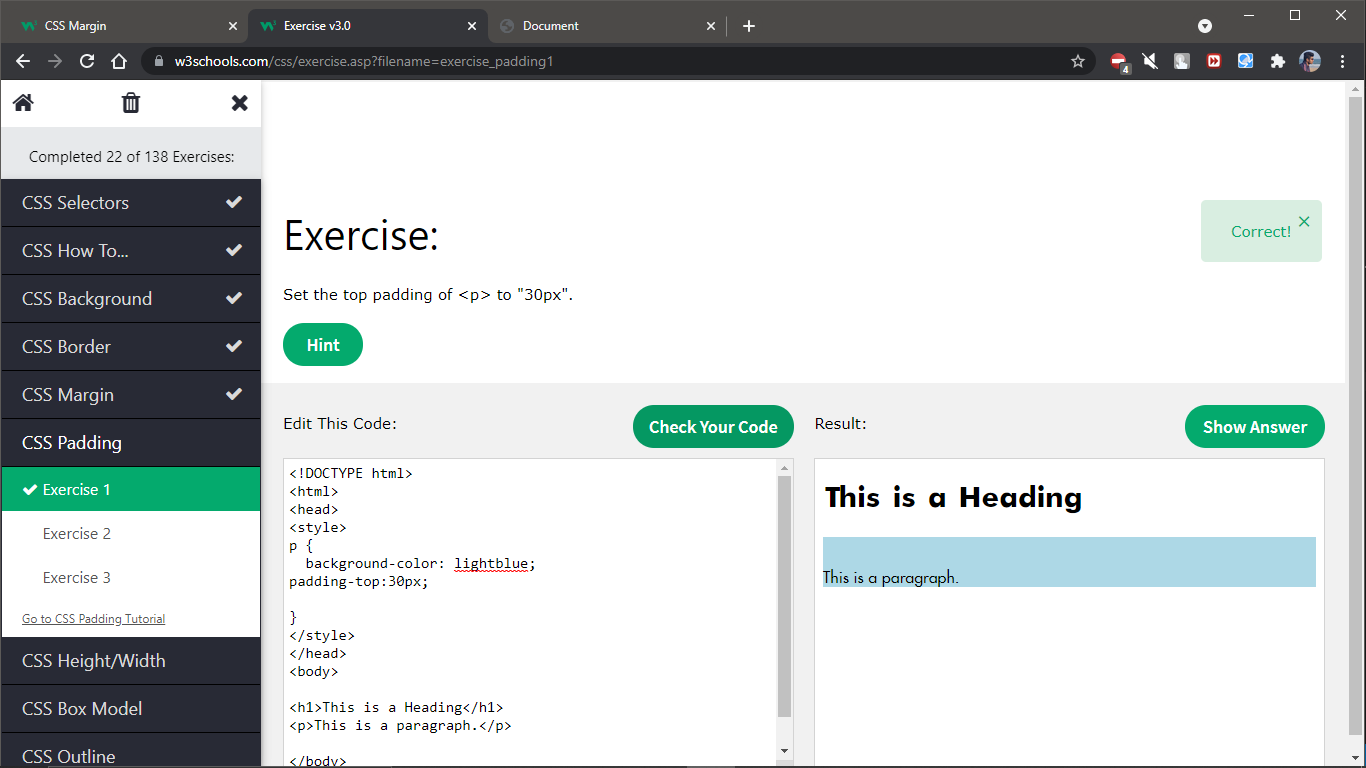 CSS Margin
Exercise v3.0
Document
w3schools.com/css/exercise.asp?filename=exercise_padding1
4
Completed 22 of 138 Exercises:
CSS Selectors
CSS How To...
CSS Background
CSS Border
CSS Margin
CSS Padding
Exercise 1
Exercise 2
Exercise 3
Go to CSS Padding Tutorial
CSS Height/Width
CSS Box Model
CSS Outline
Exercise:
Correct!
Set the top padding of <p> to "30px".
Hint
Edit This Code:
Check Your Code
<!DOCTYPE html>
<html>
<head>
<style>
p {
  background-color: lightblue;
padding-top:30px;
}
</style>
</head>
<body>
<h1>This is a Heading</h1>
<p>This is a paragraph.</p>
</body>
Result:
Show Answer
This is a Heading
This is a paragraph.